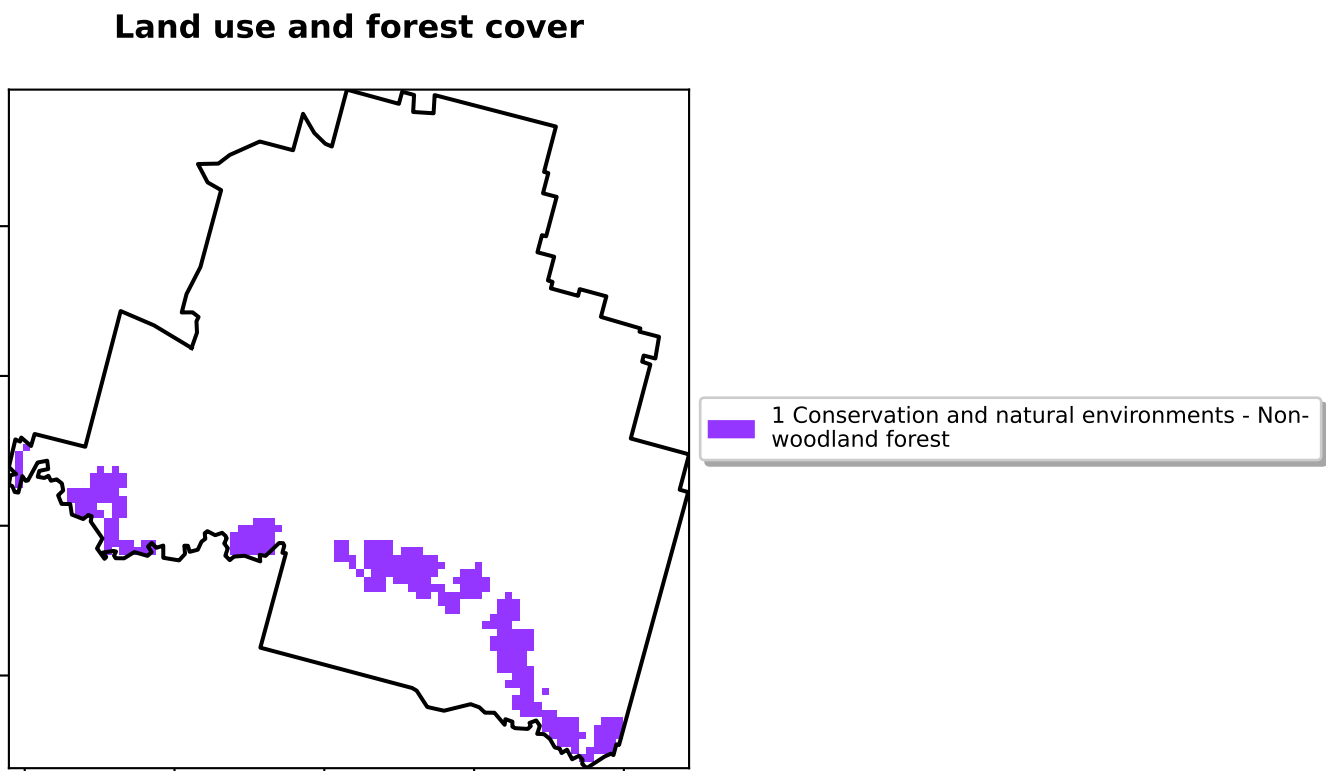 Land use and forest cover
1 Conservation and natural environments - Non-
woodland forest